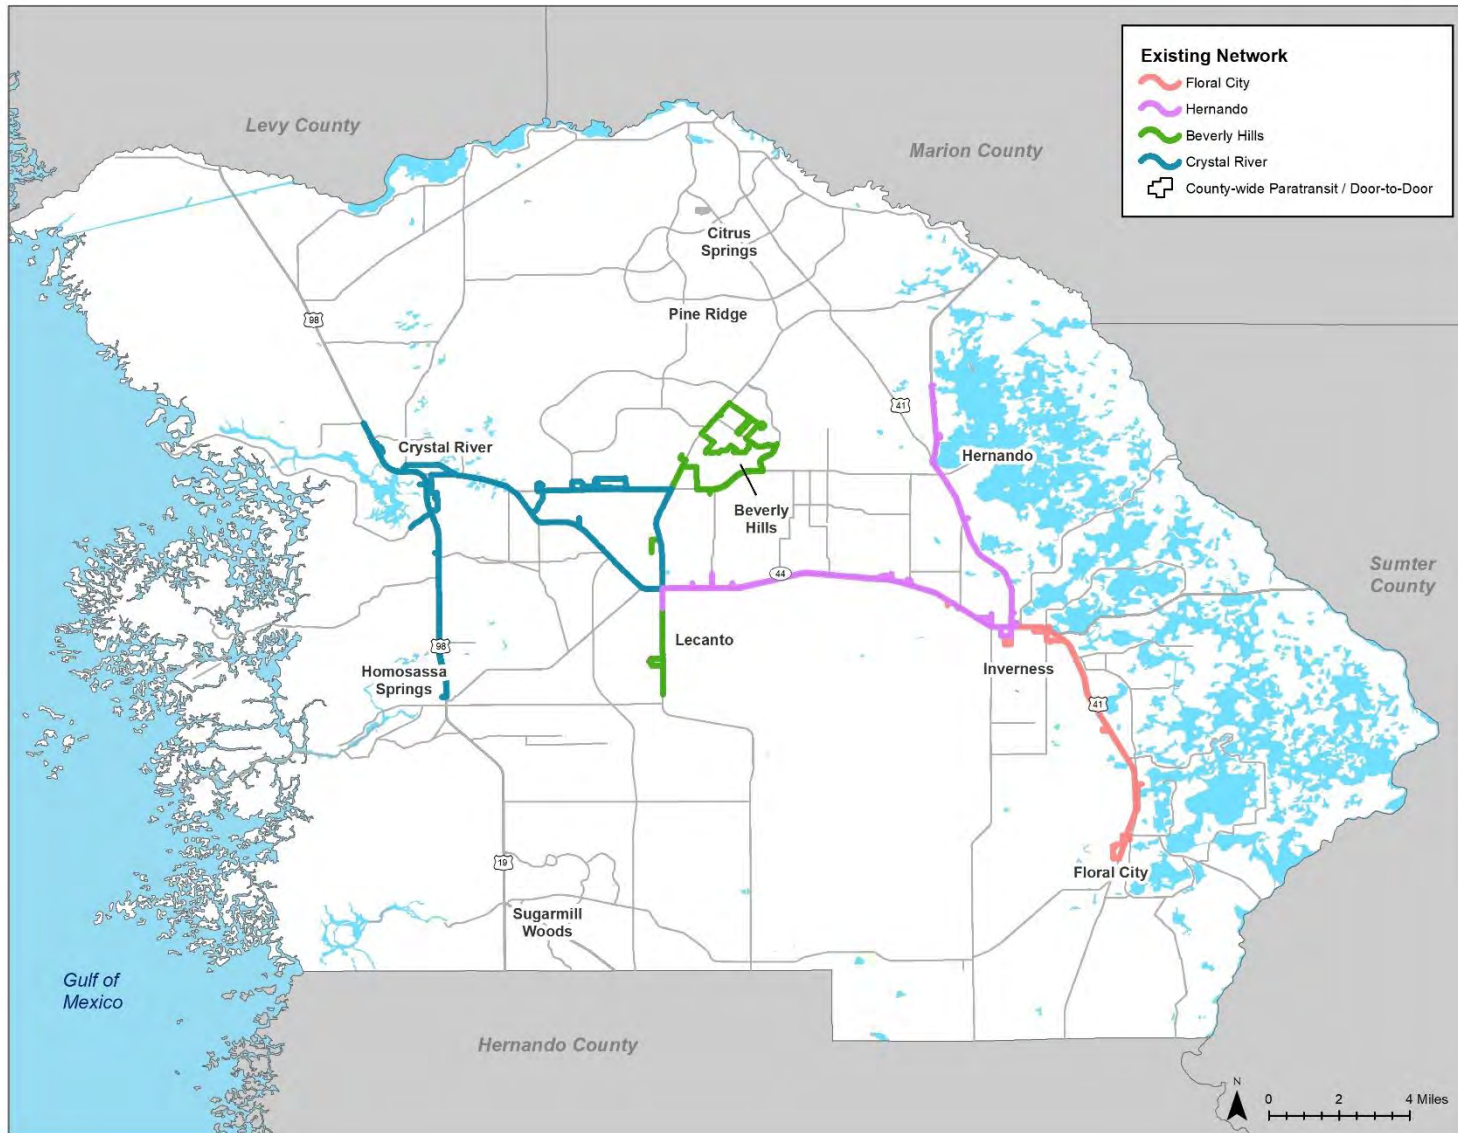 Existing Network
Floral City
Hernando
Beverly Hills
Crystal River
County-wide Paratransit / Door-to-Door
Levy County
Marion County
Citrus
Springs
98
Pine Ridge
41
Crystal River
Hernando
Beverly
Hills
44
Sumter
County
98
Lecanto
Homosassa
Springs
Inverness
41
19
Floral City
Sugarmill
Woods
Gulf of
Mexico
Hernando County
N
0 2 4 Miles